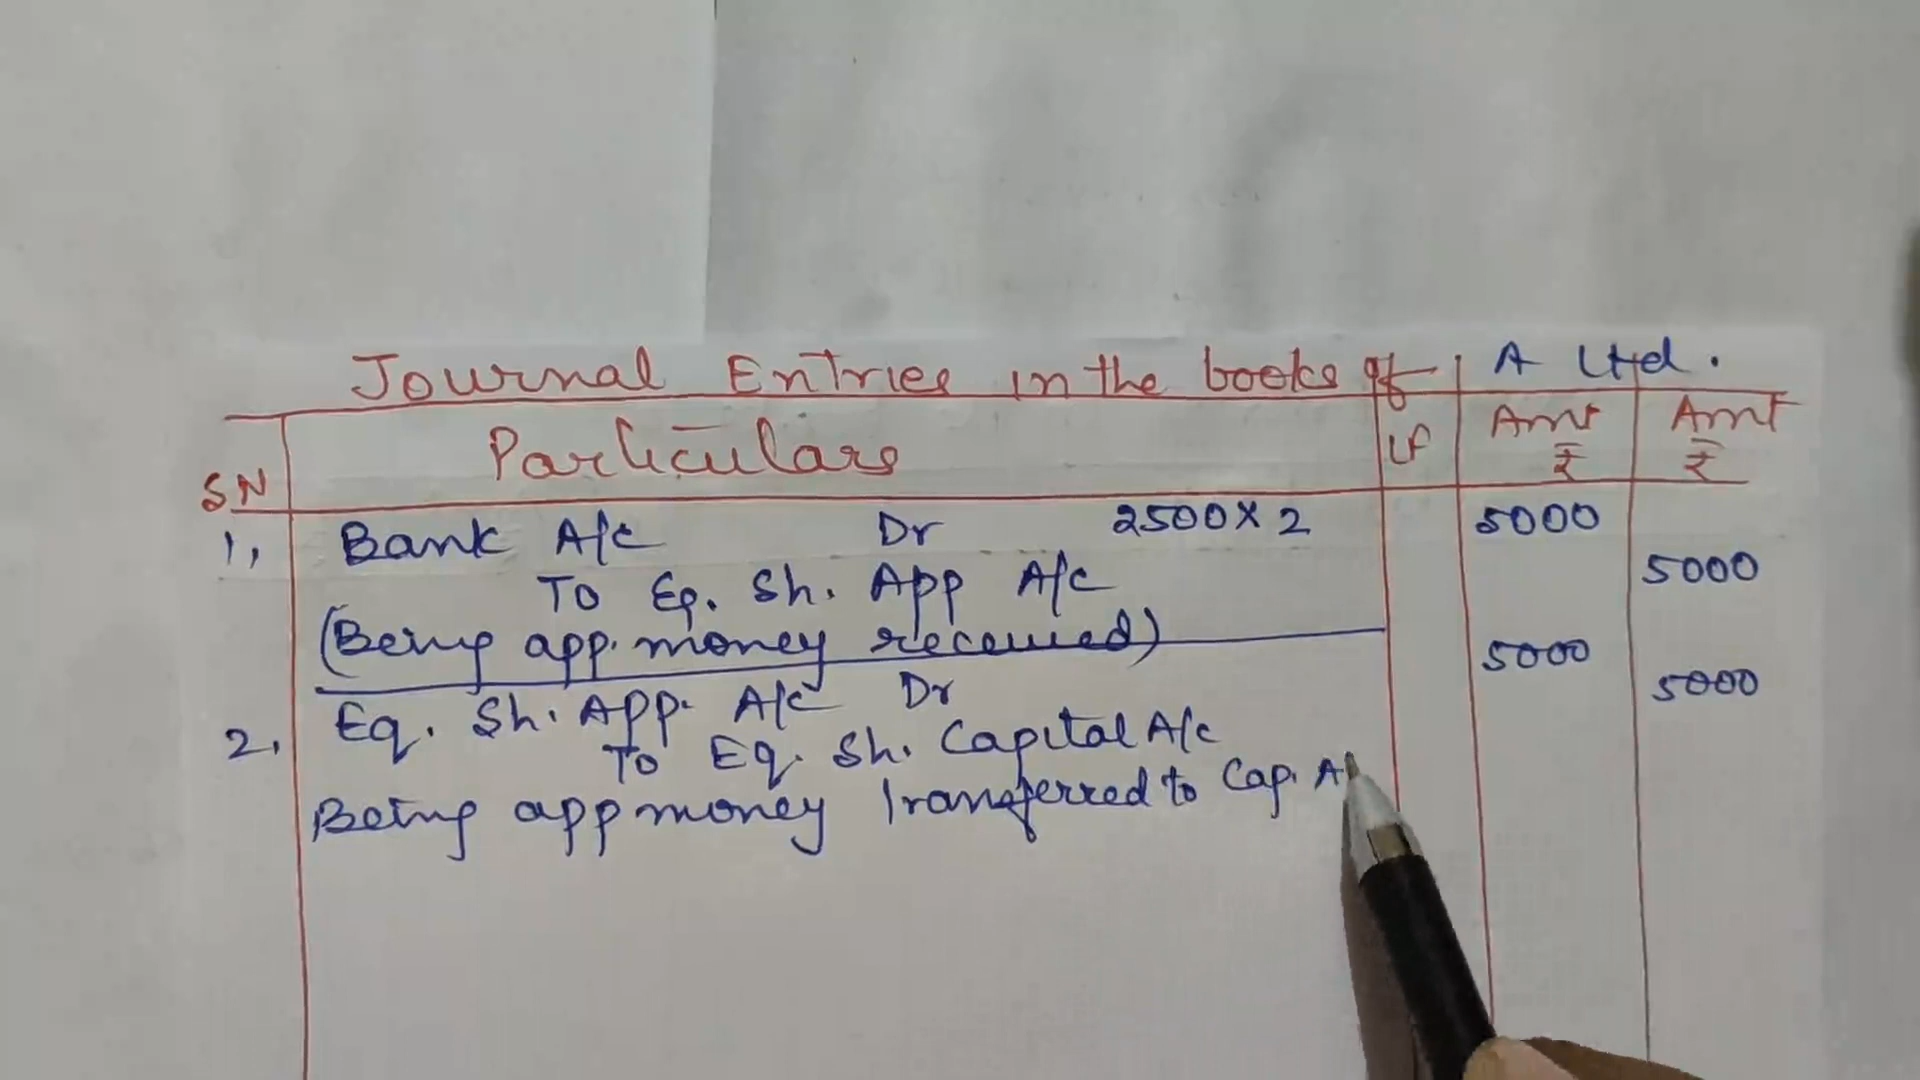 Journal Entries in the books of A Ltd.
SN Particulars LF Amt ₹ Amt ₹
1, Bank A/c Dr 2500×2 5000
To Eq. Sh. App A/c 5000
(Being app. money received)
2, Eq. Sh. App. A/c Dr 5000
To Eq. Sh. Capital A/c 5000
Being app money transferred to Cap. A